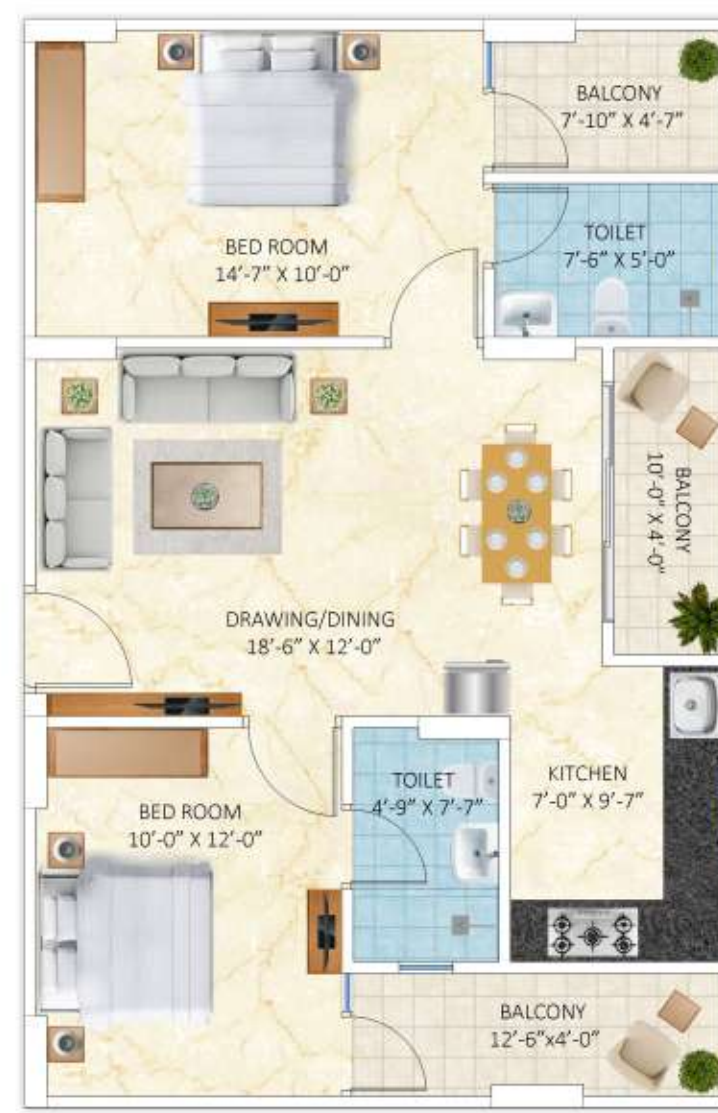 BALCONY
7’-10” X 4’-7”
TOILET
7’-6” X 5’-0”
BED ROOM
14’-7” X 10’-0”
BALCONY
10’-0” X 4’-0”
DRAWING/DINING
18’-6” X 12’-0”
TOILET
4’-9” X 7’-7”
KITCHEN
7’-0” X 9’-7”
BED ROOM
10’-0” X 12’-0”
BALCONY
12’-6”x4’-0”